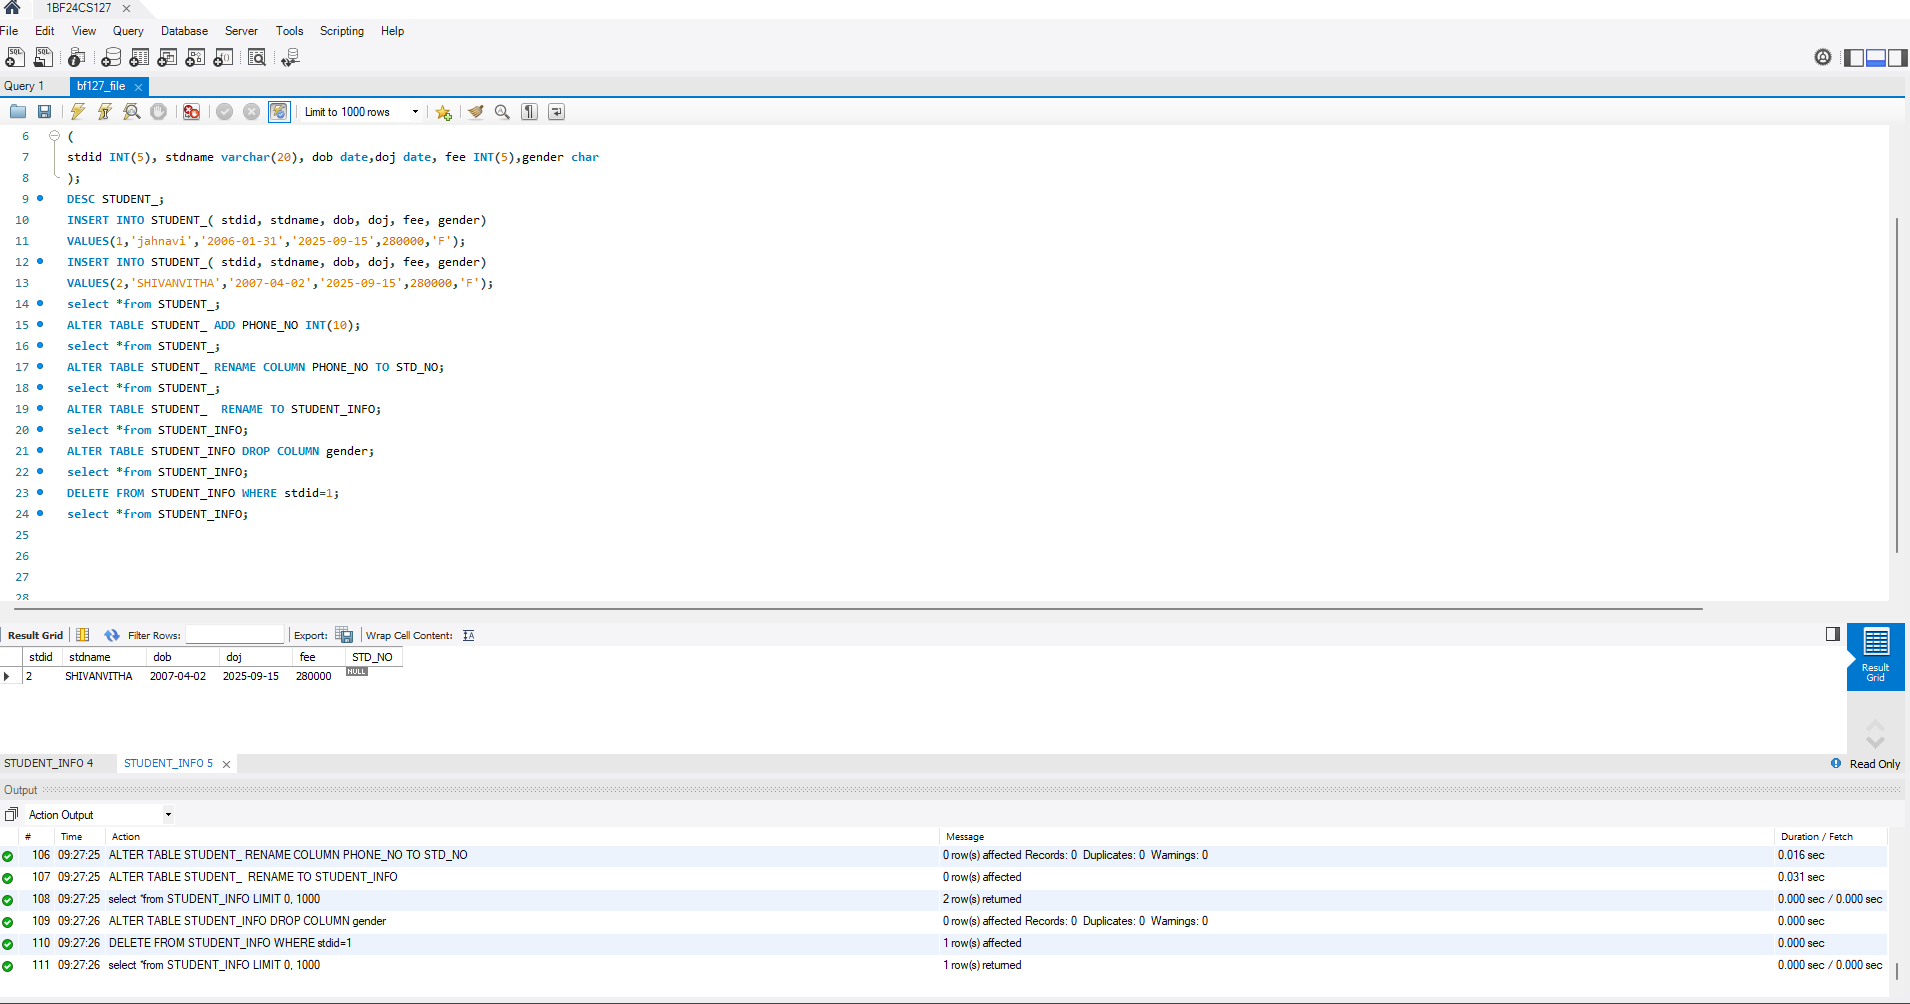 1BF24CS127
File Edit View Query Database Server Tools Scripting Help
Query 1 bf127_file
Limit to 1000 rows
6 (
7 stdid INT(5), stdname varchar(20), dob date,doj date, fee INT(5),gender char
8 );
9 DESC STUDENT_;
10 INSERT INTO STUDENT_( stdid, stdname, dob, doj, fee, gender)
11 VALUES(1,'jahnavi','2006-01-31','2025-09-15',280000,'F');
12 INSERT INTO STUDENT_( stdid, stdname, dob, doj, fee, gender)
13 VALUES(2,'SHIVANVITHA','2007-04-02','2025-09-15',280000,'F');
14 select *from STUDENT_;
15 ALTER TABLE STUDENT_ ADD PHONE_NO INT(10);
16 select *from STUDENT_;
17 ALTER TABLE STUDENT_ RENAME COLUMN PHONE_NO TO STD_NO;
18 select *from STUDENT_;
19 ALTER TABLE STUDENT_  RENAME TO STUDENT_INFO;
20 select *from STUDENT_INFO;
21 ALTER TABLE STUDENT_INFO DROP COLUMN gender;
22 select *from STUDENT_INFO;
23 DELETE FROM STUDENT_INFO WHERE stdid=1;
24 select *from STUDENT_INFO;
25
26
27
28
Result Grid Filter Rows: Export: Wrap Cell Content:
stdid stdname dob doj fee STD_NO
2 SHIVANVITHA 2007-04-02 2025-09-15 280000 NULL
Result
Grid
STUDENT_INFO 4 STUDENT_INFO 5 Read Only
Output
Action Output
# Time Action Message Duration / Fetch
106 09:27:25 ALTER TABLE STUDENT_ RENAME COLUMN PHONE_NO TO STD_NO 0 row(s) affected Records: 0  Duplicates: 0  Warnings: 0 0.016 sec
107 09:27:25 ALTER TABLE STUDENT_  RENAME TO STUDENT_INFO 0 row(s) affected 0.031 sec
108 09:27:25 select *from STUDENT_INFO LIMIT 0, 1000 2 row(s) returned 0.000 sec / 0.000 sec
109 09:27:26 ALTER TABLE STUDENT_INFO DROP COLUMN gender 0 row(s) affected Records: 0  Duplicates: 0  Warnings: 0 0.000 sec
110 09:27:26 DELETE FROM STUDENT_INFO WHERE stdid=1 1 row(s) affected 0.000 sec
111 09:27:26 select *from STUDENT_INFO LIMIT 0, 1000 1 row(s) returned 0.000 sec / 0.000 sec